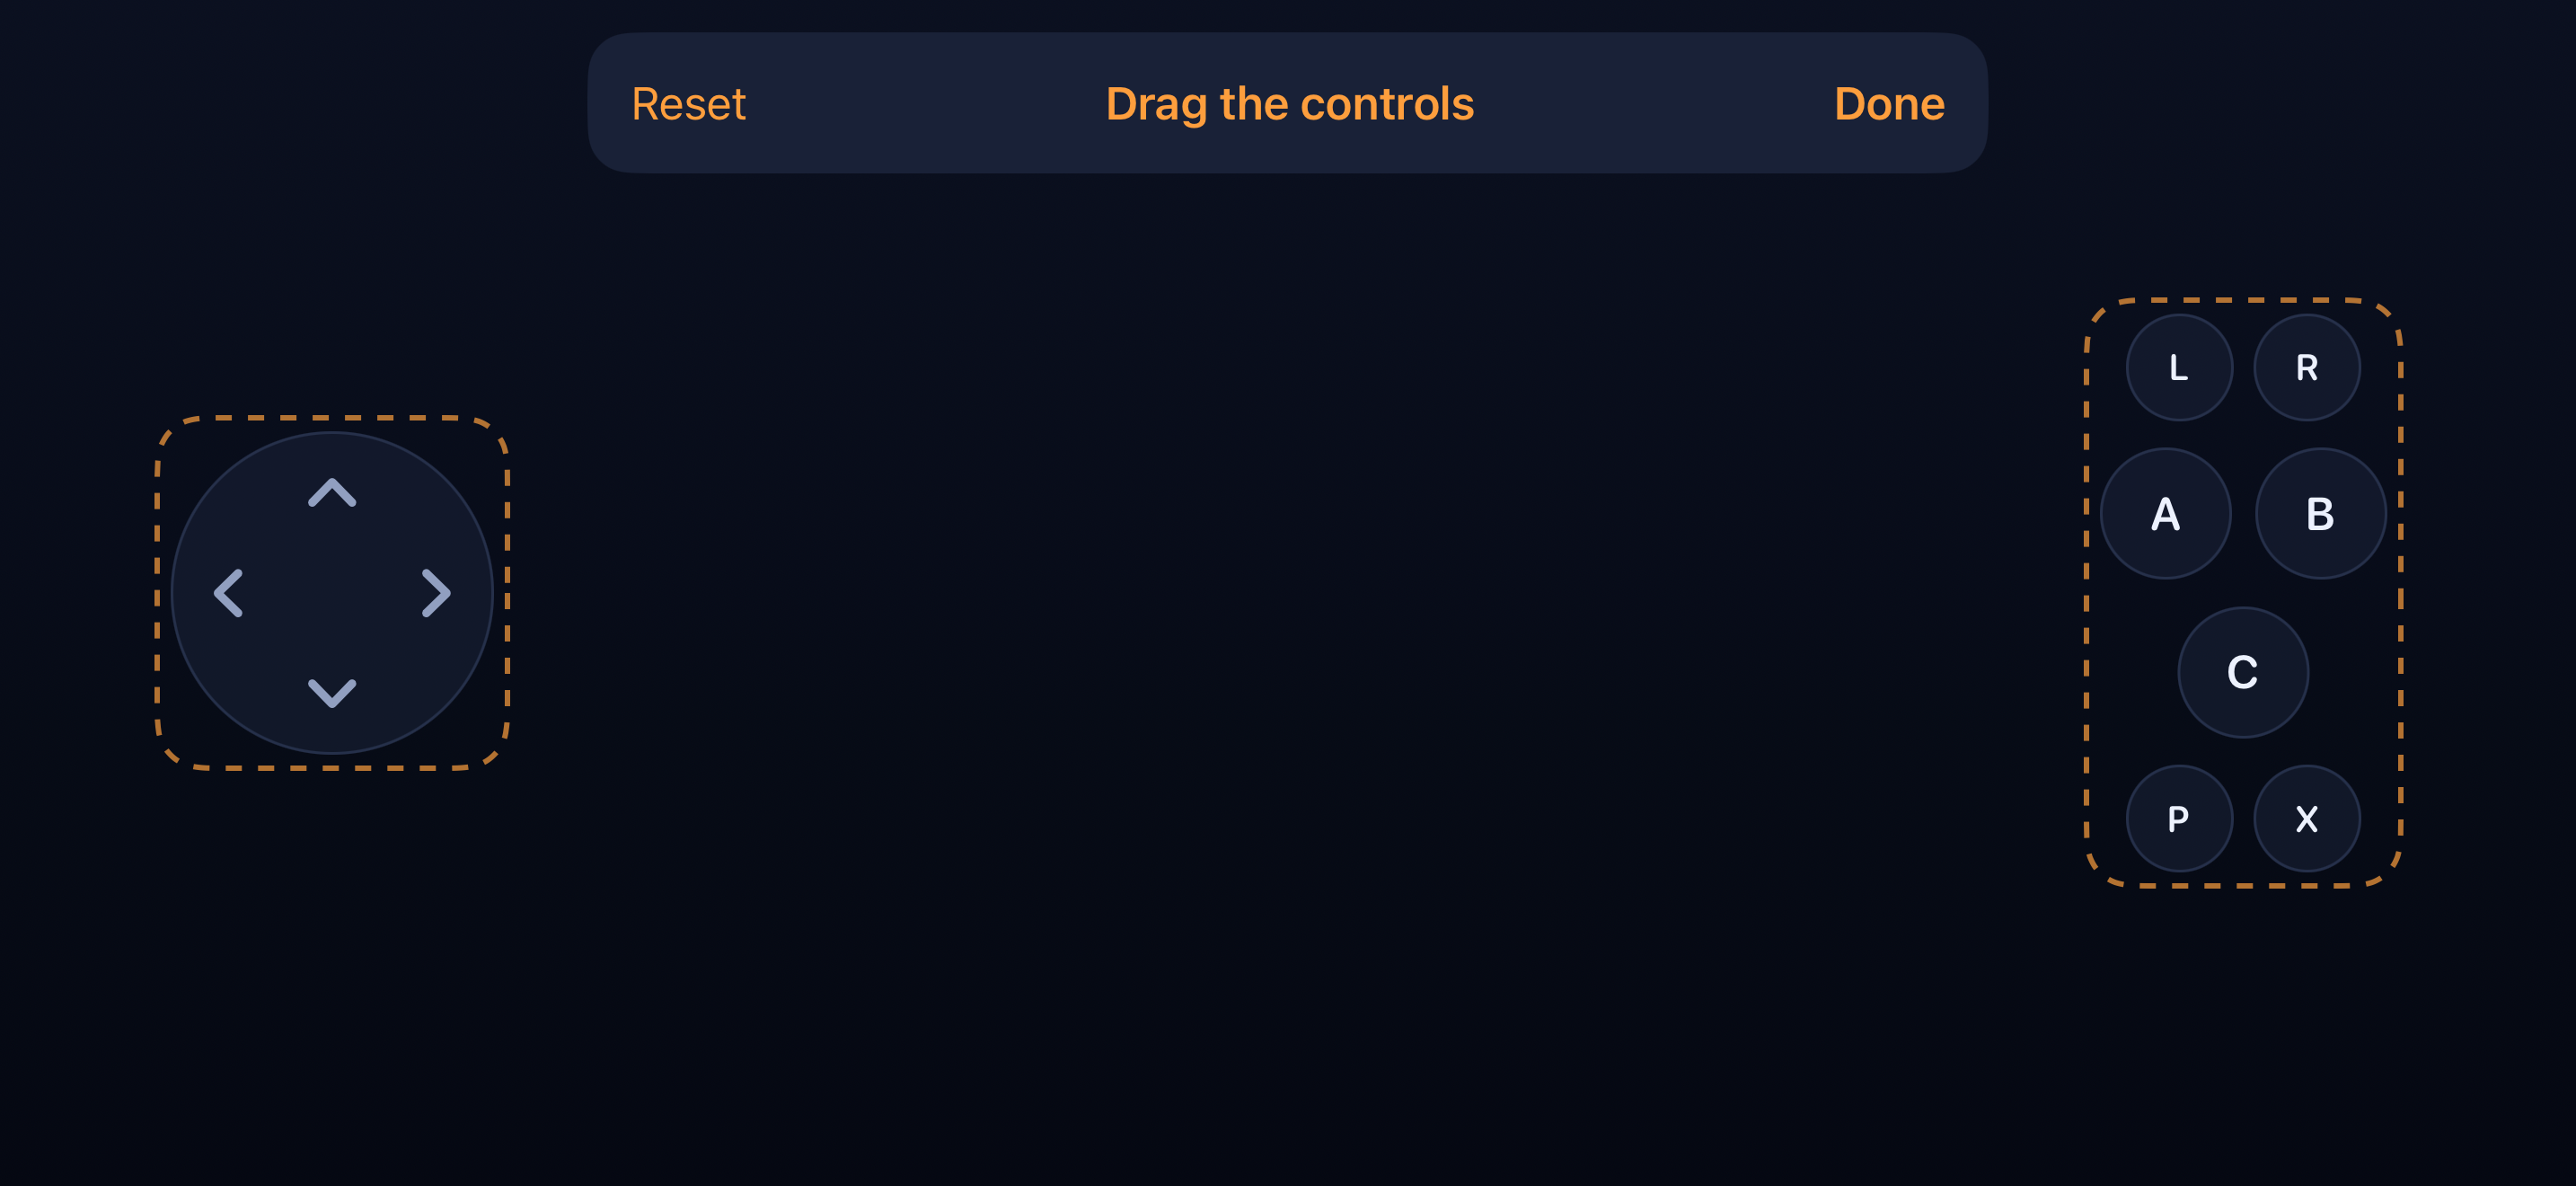 Reset
Drag the controls
Done
L R
A B
C
P X